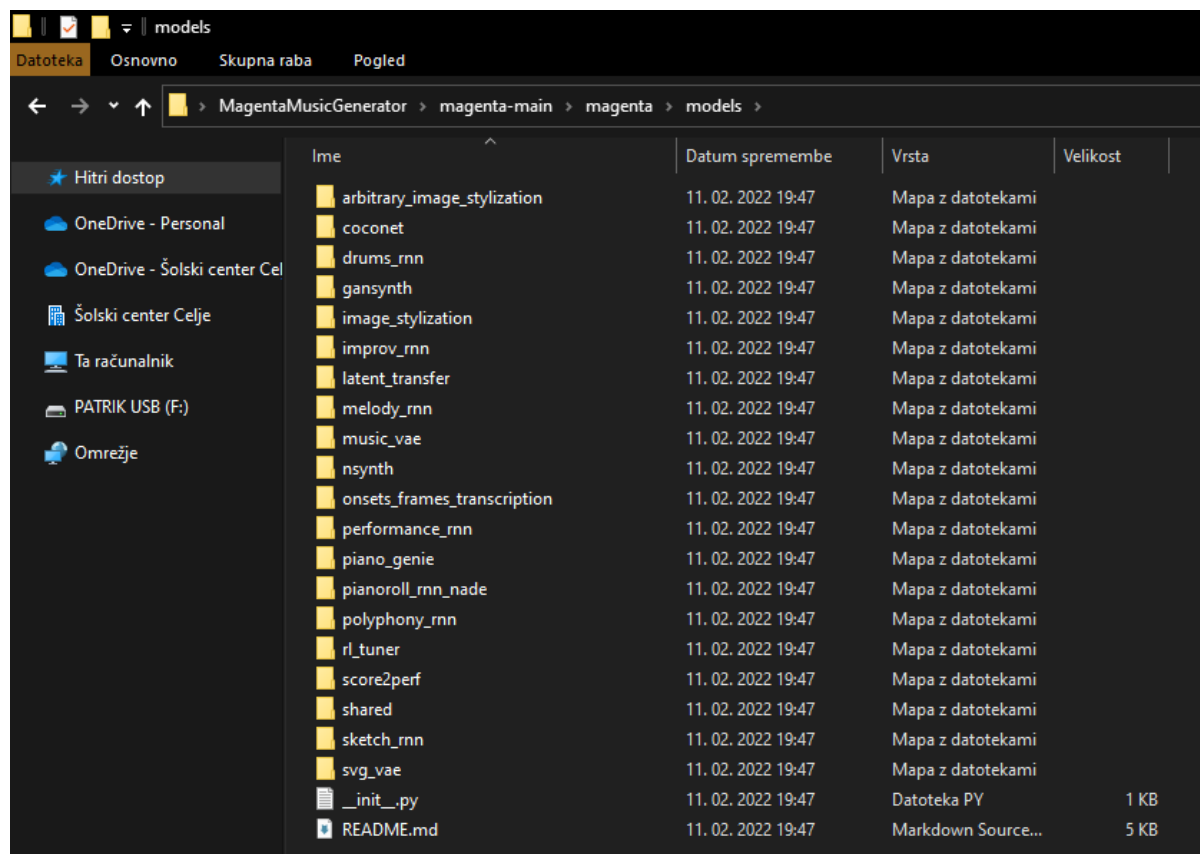 models
Datoteka Osnovno Skupna raba Pogled
MagentaMusicGenerator > magenta-main > magenta > models >
Ime Datum spremembe Vrsta Velikost
Hitri dostop
OneDrive - Personal
OneDrive - Šolski center Cel
Šolski center Celje
Ta računalnik
PATRIK USB (F:)
Omrežje
arbitrary_image_stylization 11. 02. 2022 19:47 Mapa z datotekami
coconet 11. 02. 2022 19:47 Mapa z datotekami
drums_rnn 11. 02. 2022 19:47 Mapa z datotekami
gansynth 11. 02. 2022 19:47 Mapa z datotekami
image_stylization 11. 02. 2022 19:47 Mapa z datotekami
improv_rnn 11. 02. 2022 19:47 Mapa z datotekami
latent_transfer 11. 02. 2022 19:47 Mapa z datotekami
melody_rnn 11. 02. 2022 19:47 Mapa z datotekami
music_vae 11. 02. 2022 19:47 Mapa z datotekami
nsynth 11. 02. 2022 19:47 Mapa z datotekami
onsets_frames_transcription 11. 02. 2022 19:47 Mapa z datotekami
performance_rnn 11. 02. 2022 19:47 Mapa z datotekami
piano_genie 11. 02. 2022 19:47 Mapa z datotekami
pianoroll_rnn_nade 11. 02. 2022 19:47 Mapa z datotekami
polyphony_rnn 11. 02. 2022 19:47 Mapa z datotekami
rl_tuner 11. 02. 2022 19:47 Mapa z datotekami
score2perf 11. 02. 2022 19:47 Mapa z datotekami
shared 11. 02. 2022 19:47 Mapa z datotekami
sketch_rnn 11. 02. 2022 19:47 Mapa z datotekami
svg_vae 11. 02. 2022 19:47 Mapa z datotekami
__init__.py 11. 02. 2022 19:47 Datoteka PY 1 KB
README.md 11. 02. 2022 19:47 Markdown Source... 5 KB